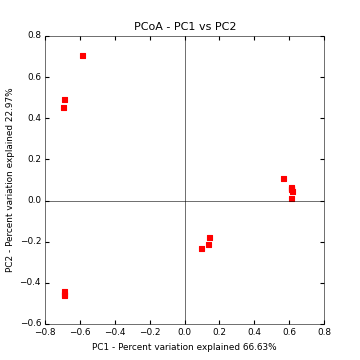 PCoA - PC1 vs PC2
0.8
0.6
0.4
0.2
0.0
−0.2
−0.4
−0.6
PC2 - Percent variation explained 22.97%
−0.8 −0.6 −0.4 −0.2 0.0 0.2 0.4 0.6 0.8
PC1 - Percent variation explained 66.63%